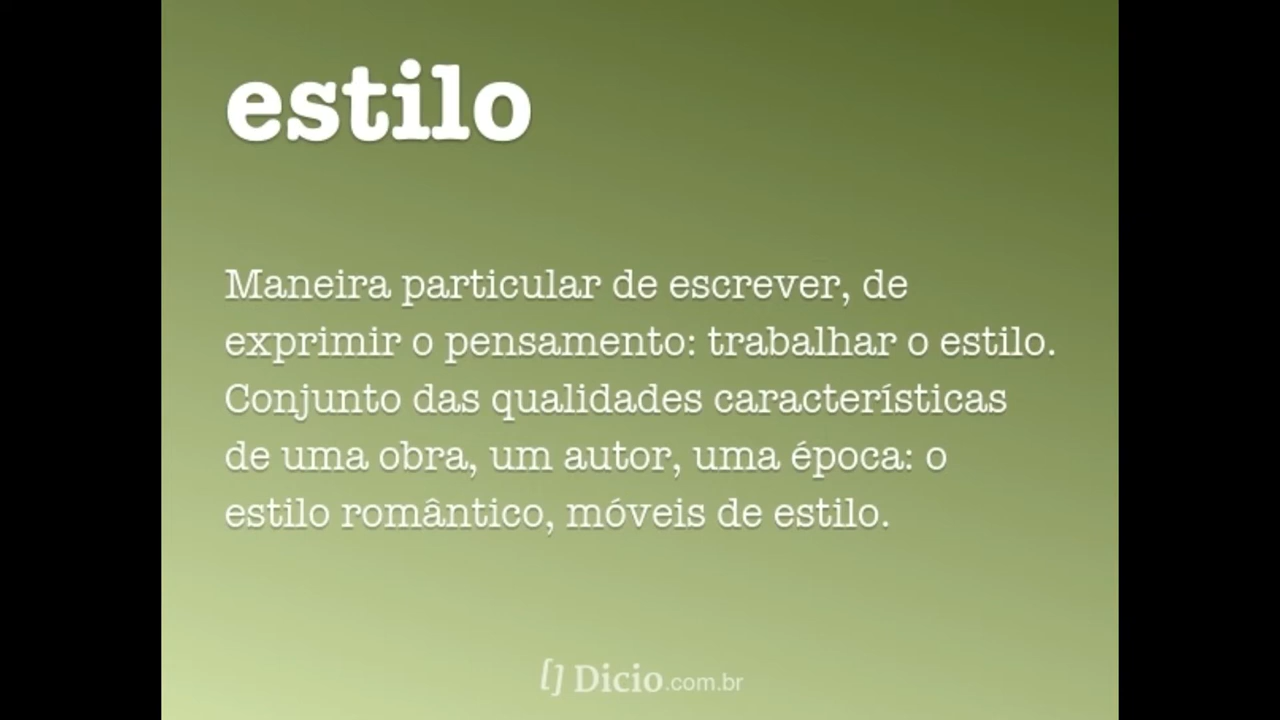 estilo
Maneira particular de escrever, de
exprimir o pensamento: trabalhar o estilo.
Conjunto das qualidades características
de uma obra, um autor, uma época: o
estilo romântico, móveis de estilo.
[] Dicio.com.br